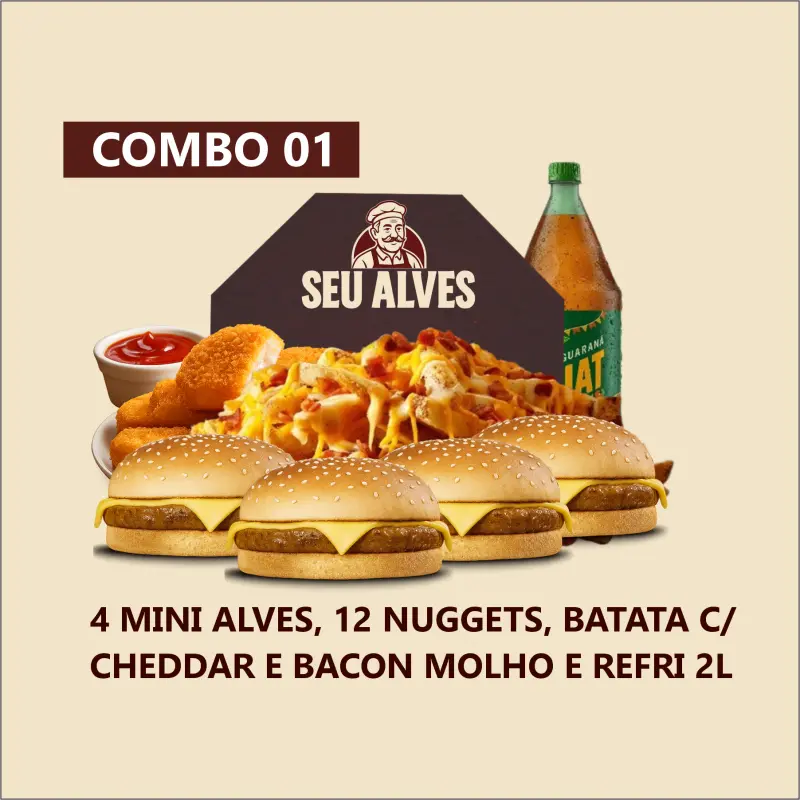 COMBO 01
SEU ALVES
GUARANÁ
4 MINI ALVES, 12 NUGGETS, BATATA C/
CHEDDAR E BACON MOLHO E REFRI 2L